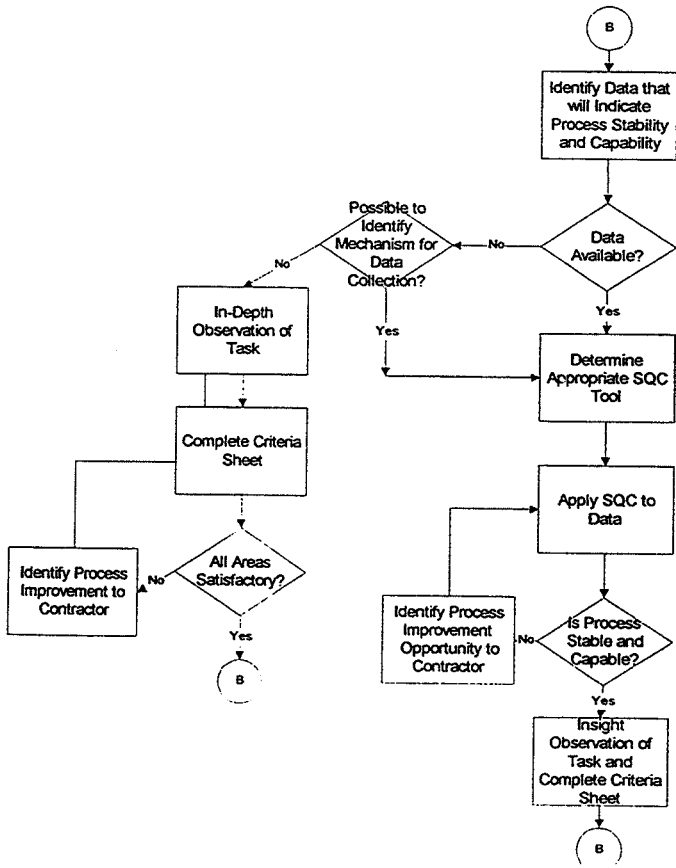 B
Identify Data that
will Indicate
Process Stability
and Capability
Data
Available?
No
Possible to
Identify
Mechanism for
Data
Collection?
No
Yes
Yes
In-Depth
Observation of
Task
Determine
Appropriate SQC
Tool
Complete Criteria
Sheet
Apply SQC to
Data
All Areas
Satisfactory?
No
Identify Process
Improvement to
Contractor
Yes
B
Is Process
Stable and
Capable?
No
Identify Process
Improvement
Opportunity to
Contractor
Yes
Insight
Observation of
Task and
Complete Criteria
Sheet
B